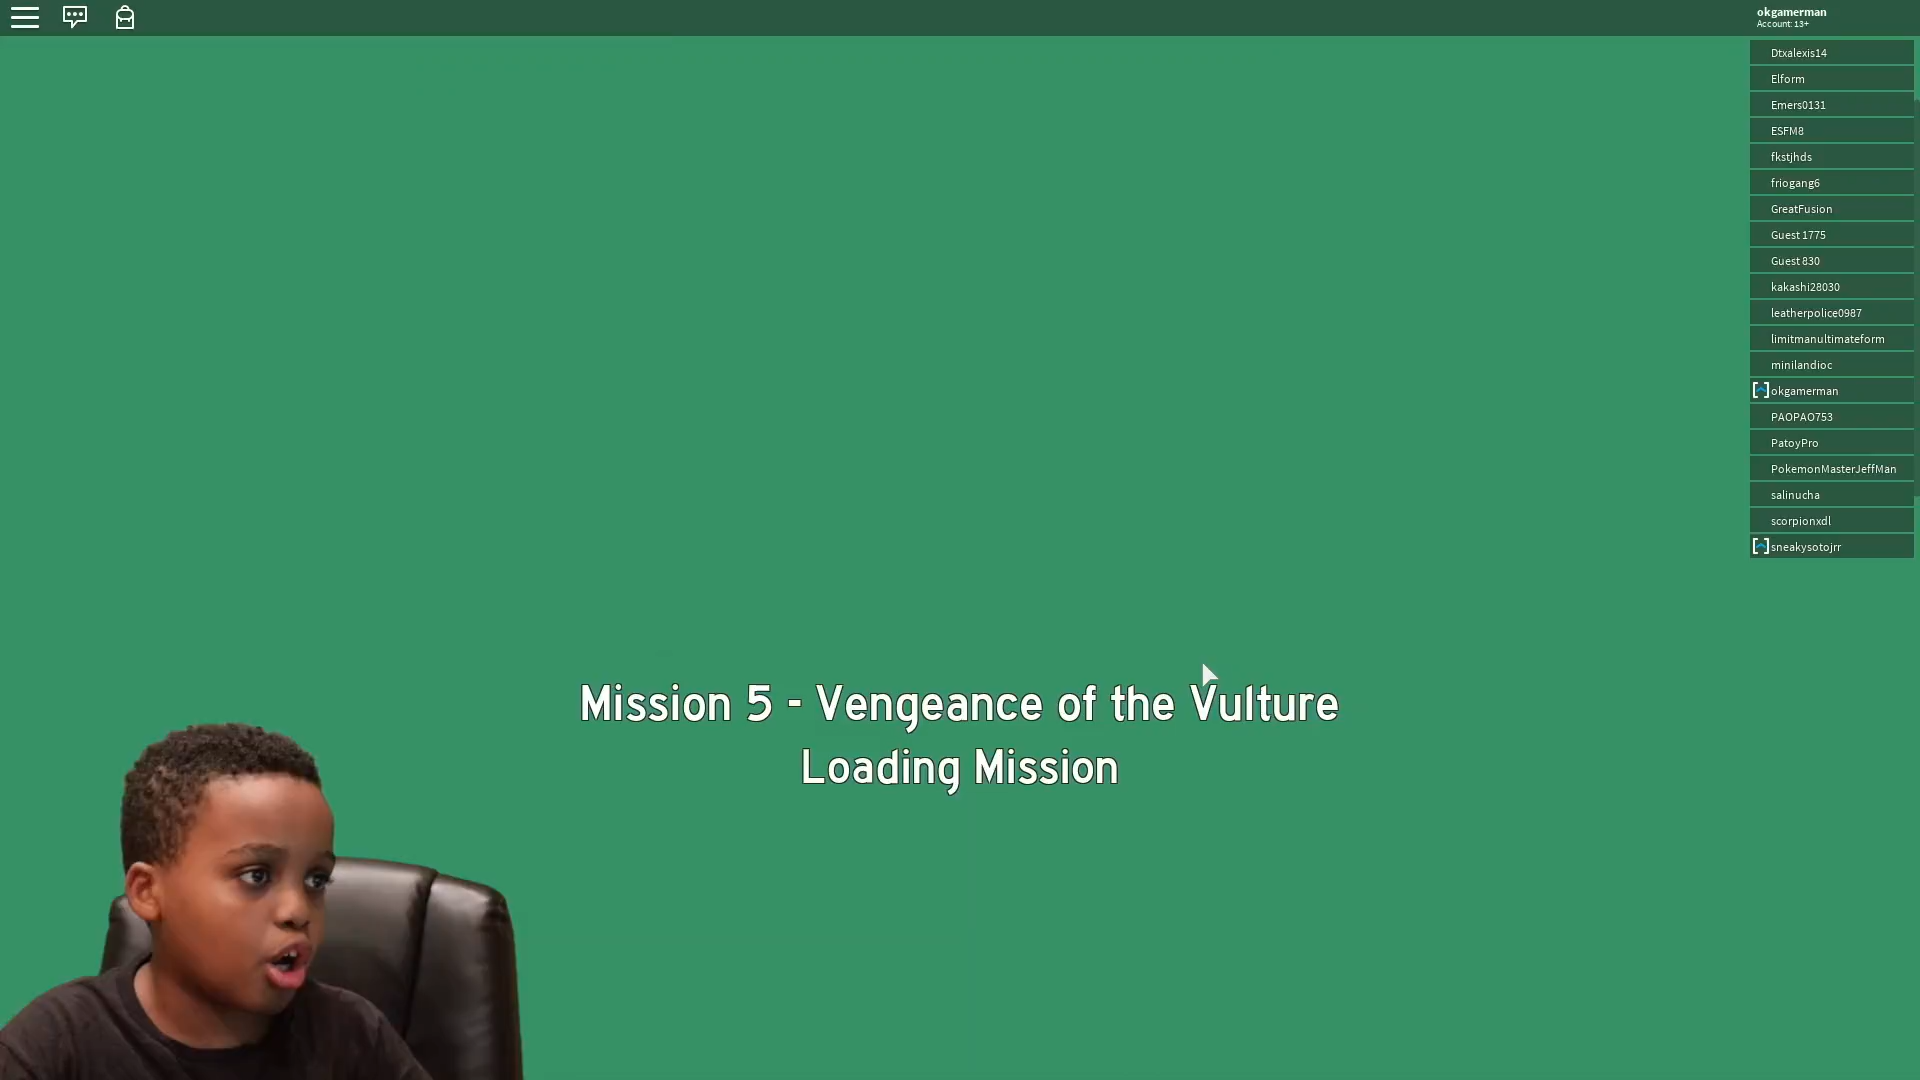 okgamerman
Account: 13+
Dtxalexis14
Elform
Emers0131
ESFM8
fkstjhds
friogang6
GreatFusion
Guest 1775
Guest 830
kakashi28030
leatherpolice0987
limitmanultimateform
minilandioc
okgamerman
PAOPAO753
PatoyPro
PokemonMasterJeffMan
salinucha
scorpionxdl
sneakysotojrr
Mission 5 - Vengeance of the Vulture
Loading Mission